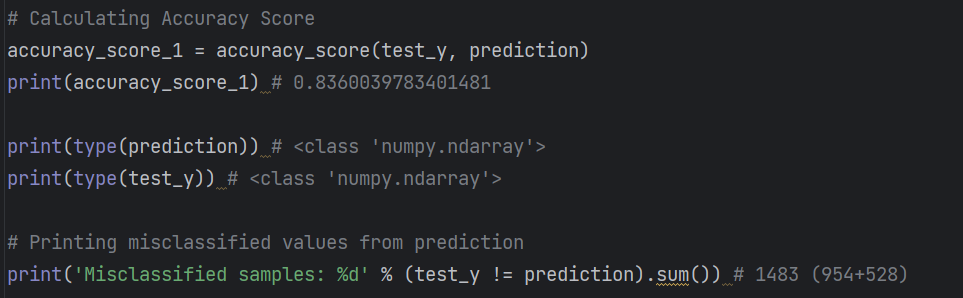 # Calculating Accuracy Score
accuracy_score_1 = accuracy_score(test_y, prediction)
print(accuracy_score_1) # 0.8360039783401481
print(type(prediction)) # <class 'numpy.ndarray'>
print(type(test_y)) # <class 'numpy.ndarray'>
# Printing misclassified values from prediction
print('Misclassified samples: %d' % (test_y != prediction).sum()) # 1483 (954+528)